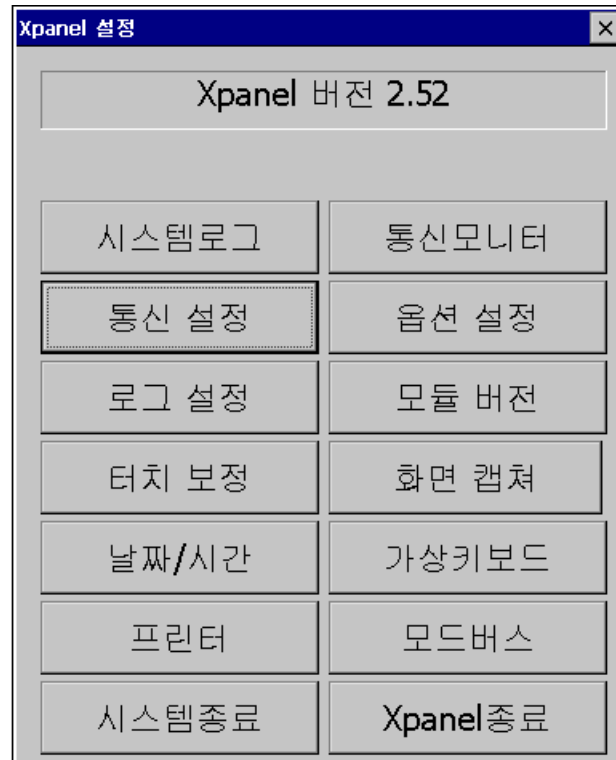 Xpanel 설정
Xpanel 버전 2.52
시스템로그 통신모니터
통신 설정 옵션 설정
로그 설정 모듈 버전
터치 보정 화면 캡쳐
날짜/시간 가상키보드
프린터 모드버스
시스템종료 Xpanel종료